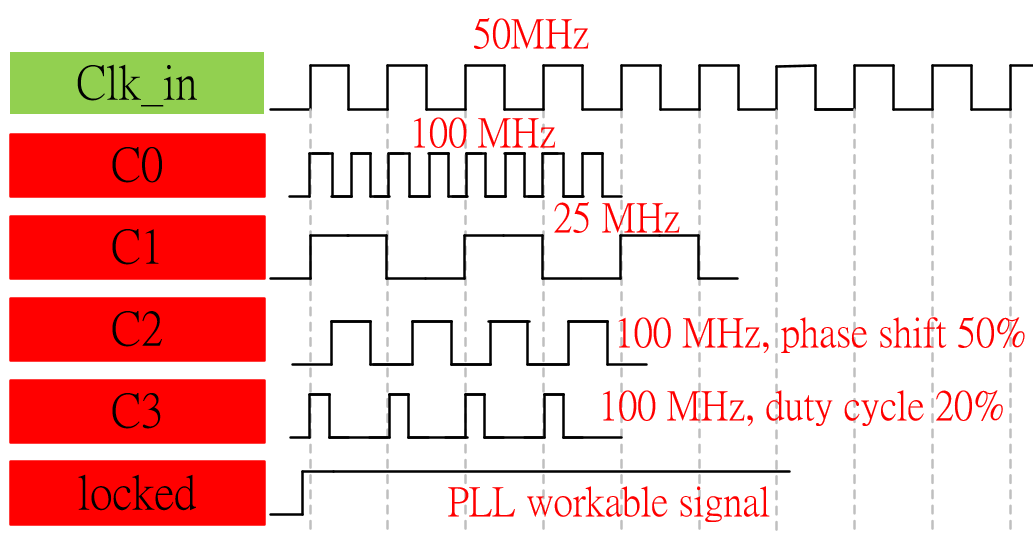 50MHz
Clk_in
100 MHz
C0
25 MHz
C1
C2
100 MHz, phase shift 50%
C3
100 MHz, duty cycle 20%
locked
PLL workable signal